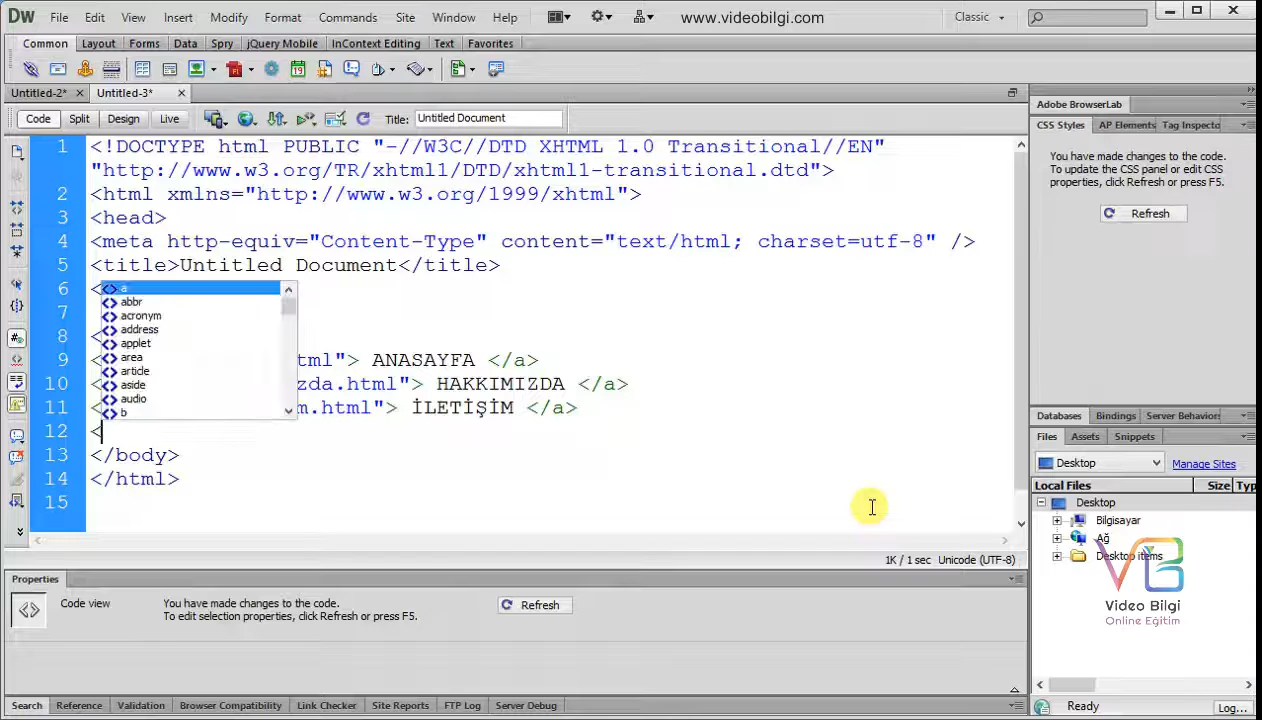 Dw File Edit View Insert Modify Format Commands Site Window Help www.videobilgi.com Classic
Common Layout Forms Data Spry jQuery Mobile InContext Editing Text Favorites
Untitled-2* Untitled-3*
Code Split Design Live Title: Untitled Document
1 <!DOCTYPE html PUBLIC "-//W3C//DTD XHTML 1.0 Transitional//EN"
"http://www.w3.org/TR/xhtml1/DTD/xhtml1-transitional.dtd">
2 <html xmlns="http://www.w3.org/1999/xhtml">
3 <head>
4 <meta http-equiv="Content-Type" content="text/html; charset=utf-8" />
5 <title>Untitled Document</title>
6 <
7
8 <
9 < tml"> ANASAYFA </a>
10 < zda.html"> HAKKIMIZDA </a>
11 < m.html"> İLETİŞİM </a>
12 <
13 </body>
14 </html>
15
<> a
<> abbr
<> acronym
<> address
<> applet
<> area
<> article
<> aside
<> audio
<> b
1K / 1 sec Unicode (UTF-8)
Properties
<> Code view You have made changes to the code. Refresh
To edit selection properties, click Refresh or press F5.
Search Reference Validation Browser Compatibility Link Checker Site Reports FTP Log Server Debug
Adobe BrowserLab
CSS Styles AP Elements Tag Inspecto
You have made changes to the code.
To update the CSS panel or edit CSS
properties, click Refresh or press F5.
Refresh
Databases Bindings Server Behaviors
Files Assets Snippets
Desktop Manage Sites
Local Files Size Typ
Desktop
Bilgisayar
Ağ
Desktop items
VB
Video Bilgi
Online Eğitim
Ready Log...